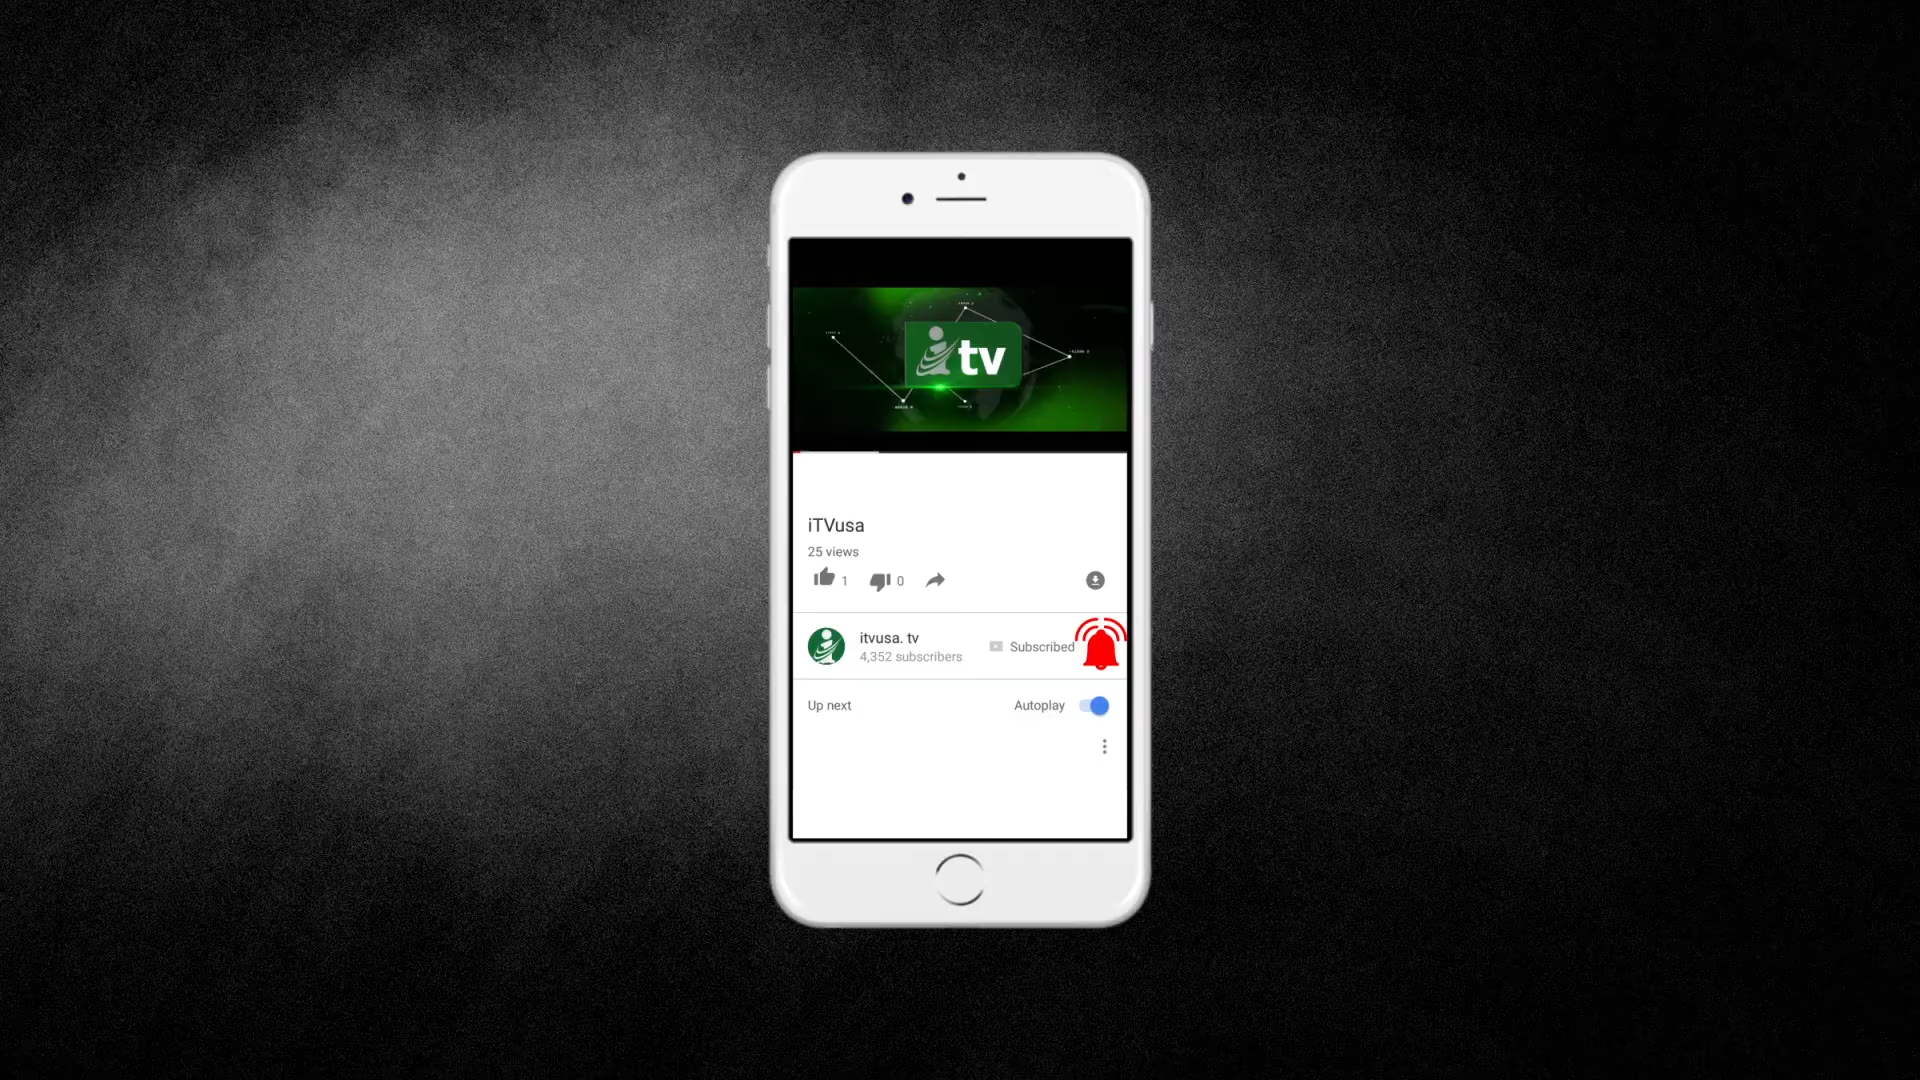 tv
iTVusa
25 views
1 0
itvusa. tv
4,352 subscribers
Subscribed
Up next
Autoplay